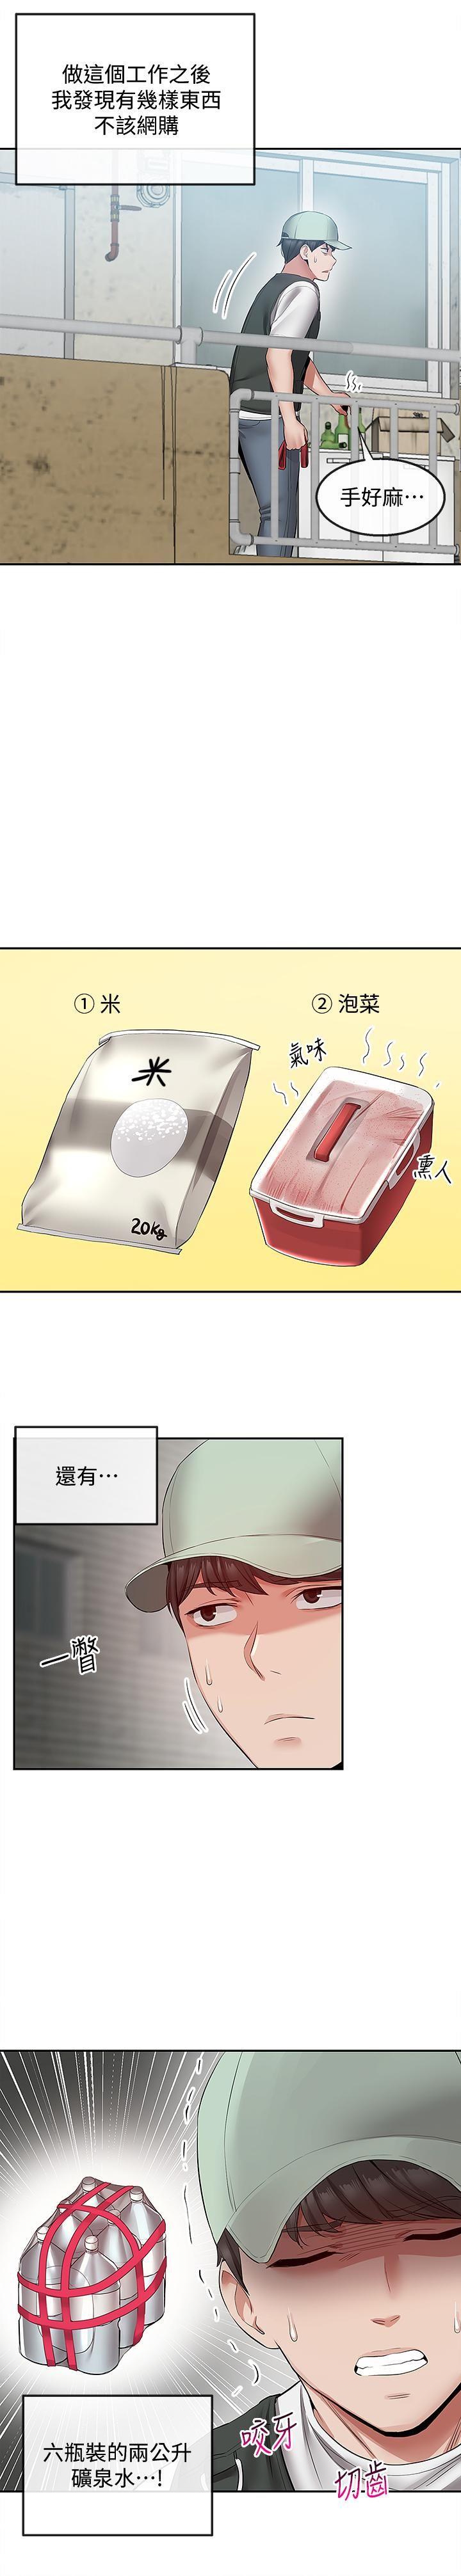 做這個工作之後
我發現有幾樣東西
不該網購
手好麻⋯
① 米
② 泡菜
氣味
米
熏人
20Kg
還有⋯
一瞥
咬牙
切齒
六瓶裝的兩公升
礦泉水⋯!